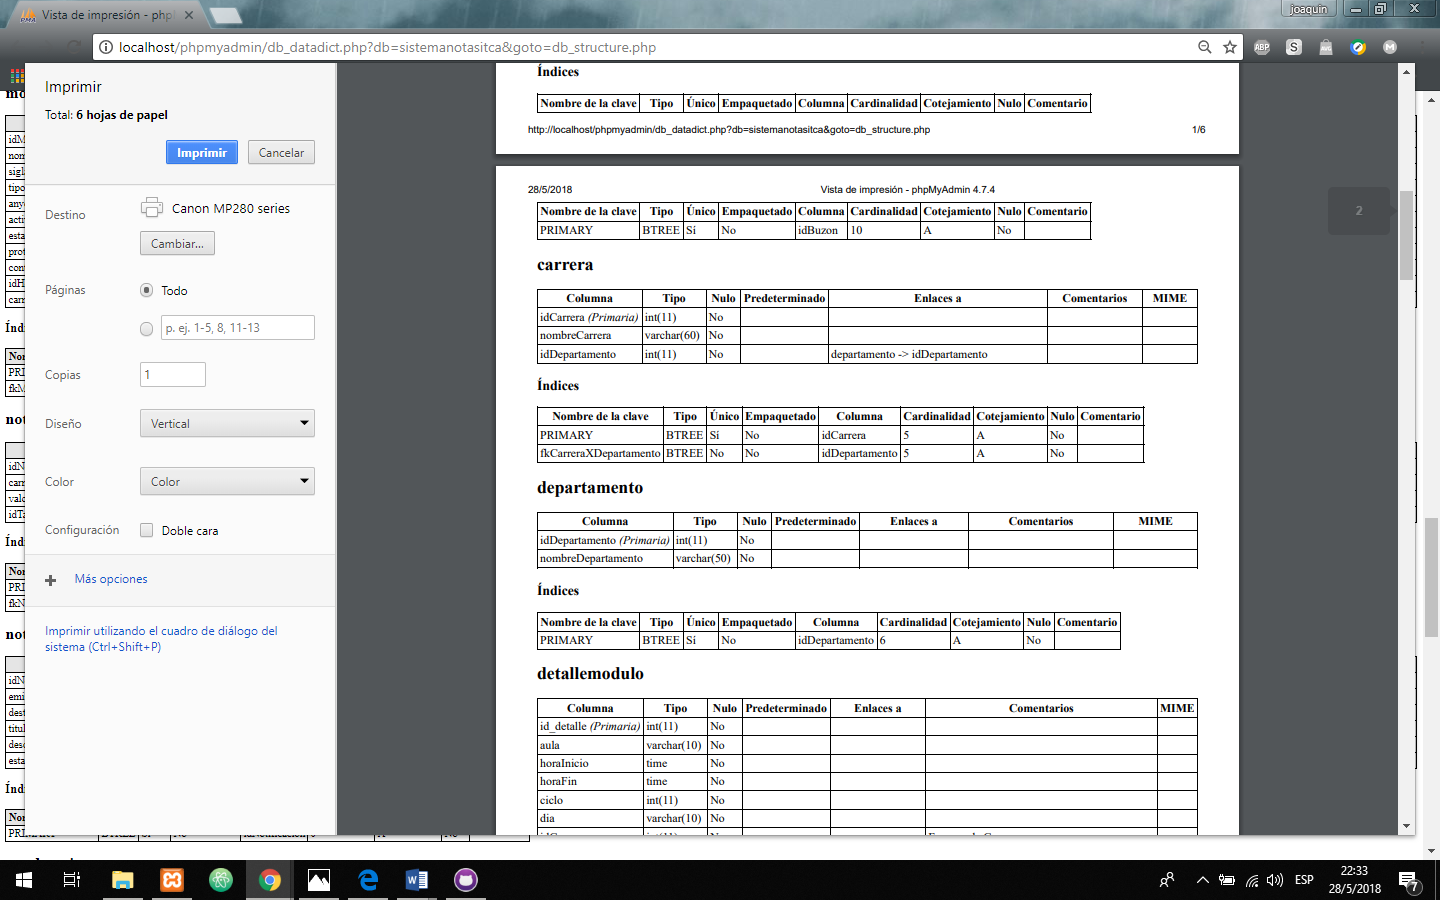 Vista de impresión - php
joaquin
localhost/phpmyadmin/db_datadict.php?db=sistemanotasitca&goto=db_structure.php
ABP
S
AVG
M
Imprimir
Total: 6 hojas de papel
Imprimir
Cancelar
Destino
Canon MP280 series
Cambiar...
Páginas
Todo
p. ej. 1-5, 8, 11-13
Copias
1
Diseño
Vertical
Color
Color
Configuración
Doble cara
Más opciones
Imprimir utilizando el cuadro de diálogo del
sistema (Ctrl+Shift+P)
Índices
Nombre de la clave Tipo Único Empaquetado Columna Cardinalidad Cotejamiento Nulo Comentario
http://localhost/phpmyadmin/db_datadict.php?db=sistemanotasitca&goto=db_structure.php 1/6
28/5/2018 Vista de impresión - phpMyAdmin 4.7.4
Nombre de la clave Tipo Único Empaquetado Columna Cardinalidad Cotejamiento Nulo Comentario
PRIMARY BTREE Sí No idBuzon 10 A No
carrera
Columna Tipo Nulo Predeterminado Enlaces a Comentarios MIME
idCarrera (Primaria) int(11) No
nombreCarrera varchar(60) No
idDepartamento int(11) No departamento -> idDepartamento
Índices
Nombre de la clave Tipo Único Empaquetado Columna Cardinalidad Cotejamiento Nulo Comentario
PRIMARY BTREE Sí No idCarrera 5 A No
fkCarreraXDepartamento BTREE No No idDepartamento 5 A No
departamento
Columna Tipo Nulo Predeterminado Enlaces a Comentarios MIME
idDepartamento (Primaria) int(11) No
nombreDepartamento varchar(50) No
Índices
Nombre de la clave Tipo Único Empaquetado Columna Cardinalidad Cotejamiento Nulo Comentario
PRIMARY BTREE Sí No idDepartamento 6 A No
detallemodulo
Columna Tipo Nulo Predeterminado Enlaces a Comentarios MIME
id_detalle (Primaria) int(11) No
aula varchar(10) No
horaInicio time No
horaFin time No
ciclo int(11) No
dia varchar(10) No
2
22:33
ESP
28/5/2018
7